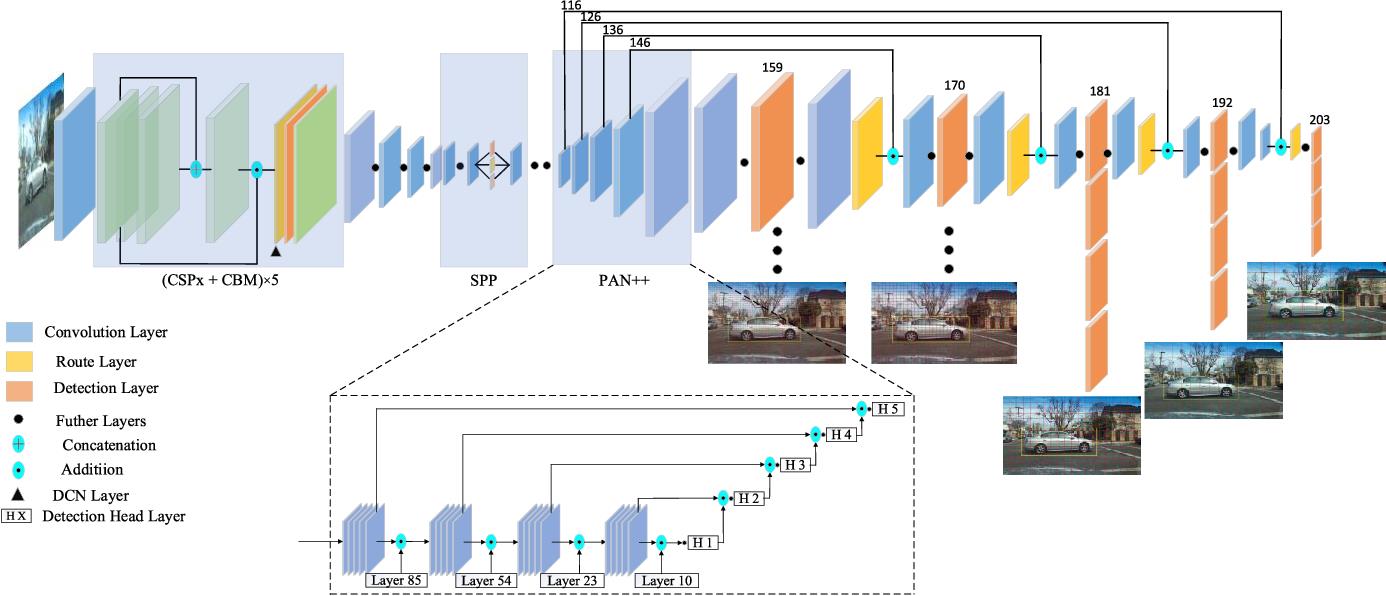 116
126
136
146
159
170
181
192
203
(CSPx + CBM)×5
SPP
PAN++
Convolution Layer
Route Layer
Detection Layer
Futher Layers
Concatenation
Additiion
DCN Layer
H X Detection Head Layer
H 5
H 4
H 3
H 2
H 1
Layer 85
Layer 54
Layer 23
Layer 10